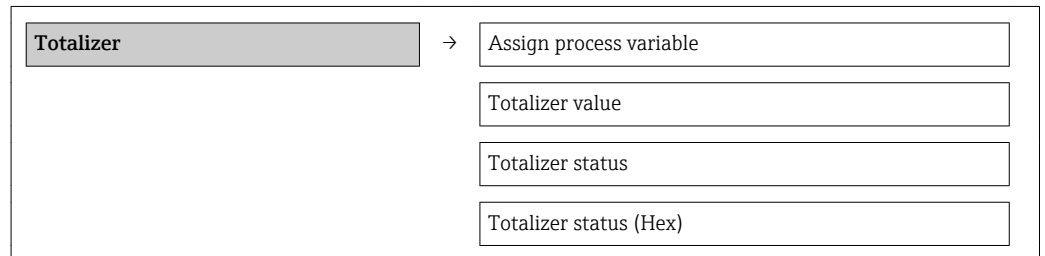 Totalizer → Assign process variable
Totalizer value
Totalizer status
Totalizer status (Hex)